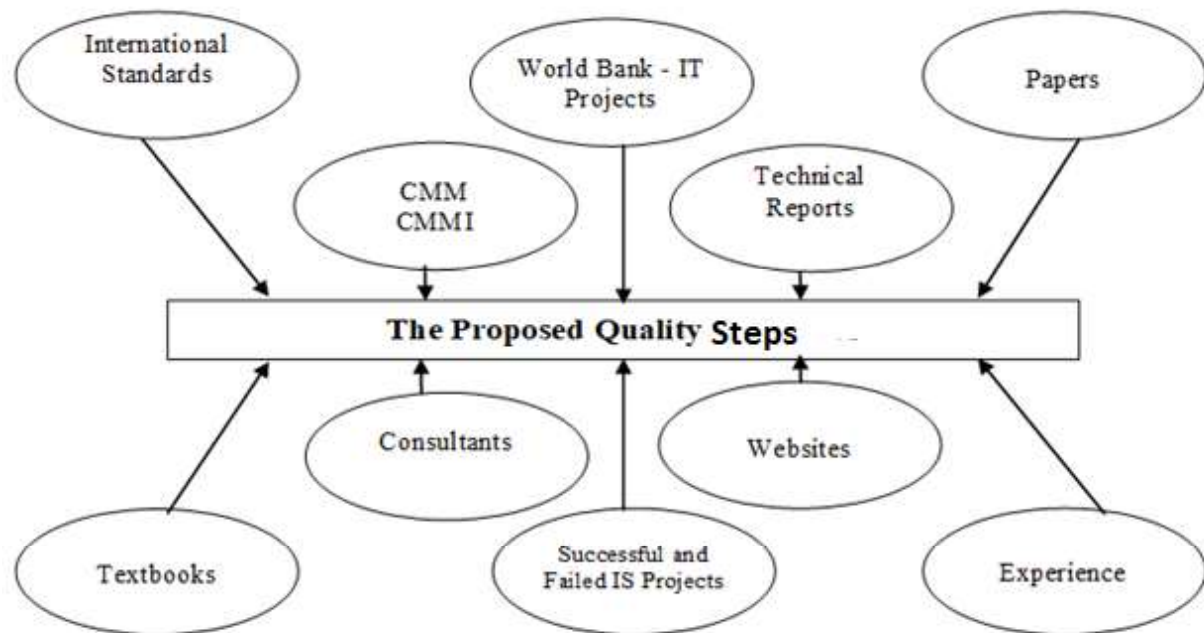 International
Standards
World Bank - IT
Projects
Papers
CMM
CMMI
Technical
Reports
The Proposed Quality Steps
Consultants
Websites
Textbooks
Successful and
Failed IS Projects
Experience